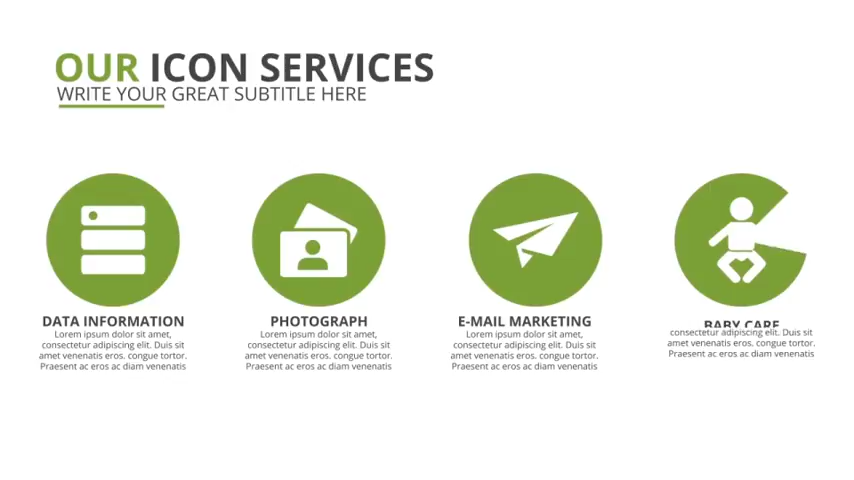 OUR ICON SERVICES
WRITE YOUR GREAT SUBTITLE HERE
DATA INFORMATION
Lorem ipsum dolor sit amet,
consectetur adipiscing elit. Duis sit
amet venenatis eros. congue tortor.
Praesent ac eros ac diam venenatis
PHOTOGRAPH
Lorem ipsum dolor sit amet,
consectetur adipiscing elit. Duis sit
amet venenatis eros. congue tortor.
Praesent ac eros ac diam venenatis
E-MAIL MARKETING
Lorem ipsum dolor sit amet,
consectetur adipiscing elit. Duis sit
amet venenatis eros. congue tortor.
Praesent ac eros ac diam venenatis
BABY CARE
consectetur adipiscing elit. Duis sit
amet venenatis eros. congue tortor.
Praesent ac eros ac diam venenatis